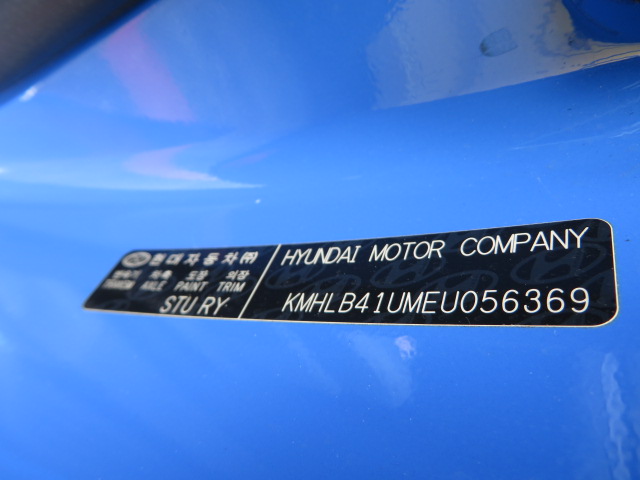 현대자동차㈜
변속기 차축 도장 의장
TRANSM AXLE PAINT TRIM
STU RY
HYUNDAI MOTOR COMPANY
KMHLB41UMEU056369